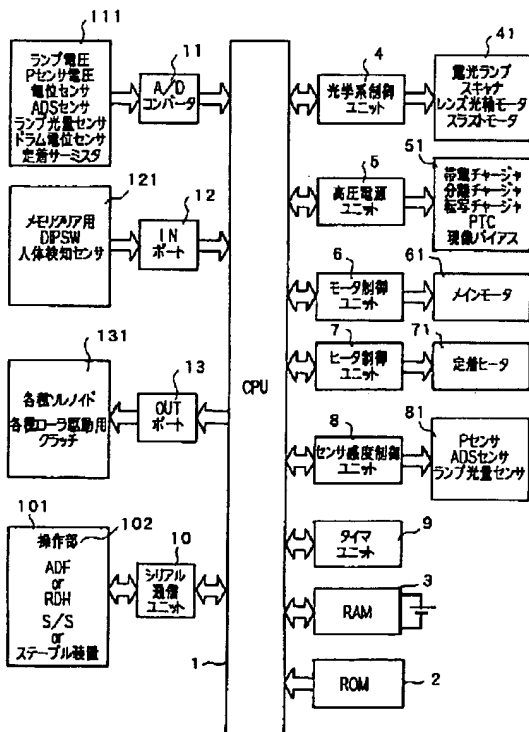 111
ランプ電圧
Pセンサ電圧
電位センサ
ADSセンサ
ランプ光量センサ
ドラム電位センサ
定着サーミスタ
11
A/D
コンバータ
121
メモリクリア用
DIPSW
人体検知センサ
12
IN
ポート
131
各種ソレノイド
各種ローラ駆動用
クラッチ
13
OUT
ポート
101
102
操作部
ADF
or
RDH
S/S
or
ステープル装置
10
シリアル
通信
ユニット
1
CPU
4
光学系制御
ユニット
41
蛍光ランプ
スキャナ
レンズ光軸モータ
スラストモータ
5
高圧電源
ユニット
51
帯電チャージャ
分離チャージャ
転写チャージャ
PTC
現像バイアス
6
モータ制御
ユニット
61
メインモータ
7
ヒータ制御
ユニット
71
定着ヒータ
8
センサ感度制御
ユニット
81
Pセンサ
ADSセンサ
ランプ光量センサ
9
タイマ
ユニット
3
RAM
2
ROM